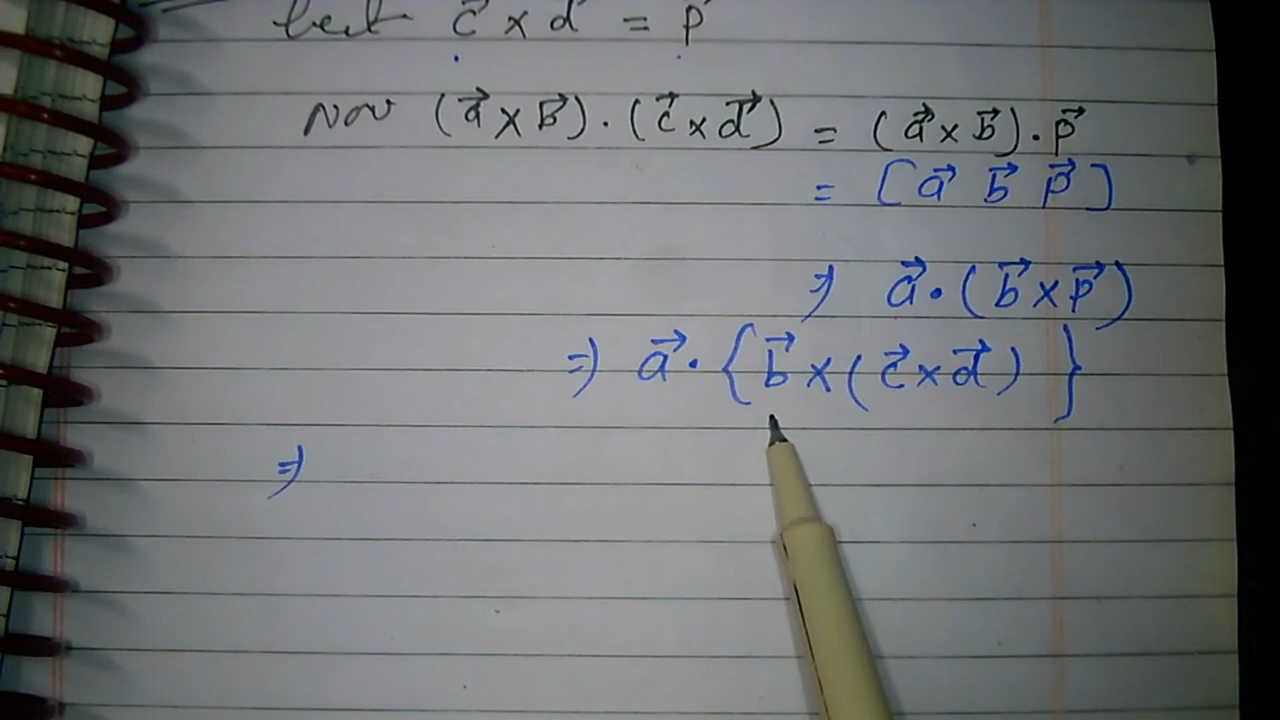 Let c⃗ × d⃗ = p⃗
Now (a⃗ × b⃗) . (c⃗ × d⃗) = (a⃗ × b⃗) . p⃗
= [a⃗ b⃗ p⃗]
⇒ a⃗ . (b⃗ × p⃗)
⇒ a⃗ . {b⃗ × (c⃗ × d⃗) }
⇒